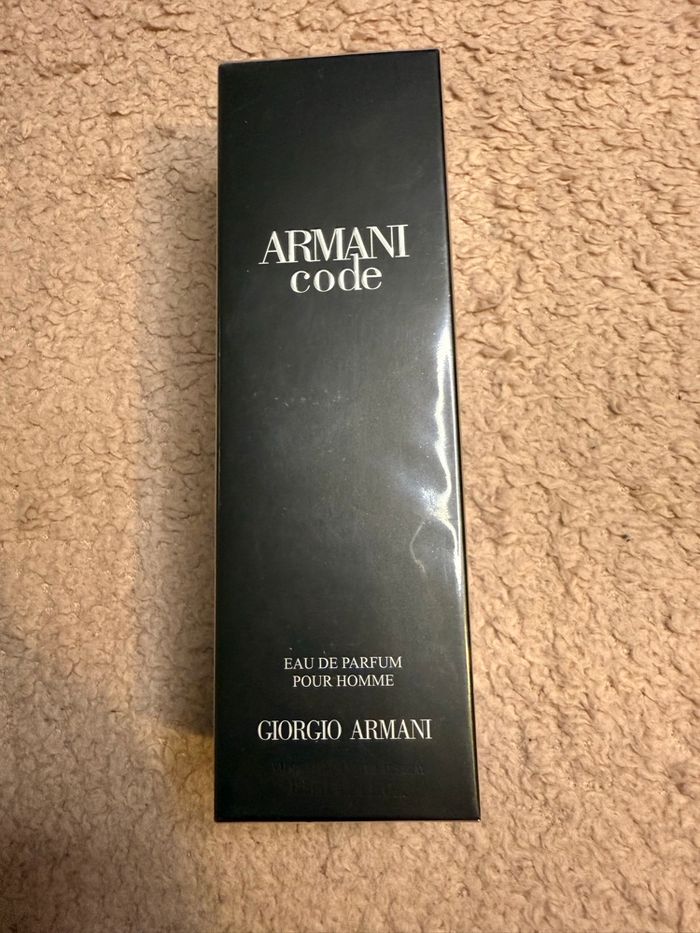 ARMANI
code
EAU DE PARFUM
POUR HOMME
GIORGIO ARMANI